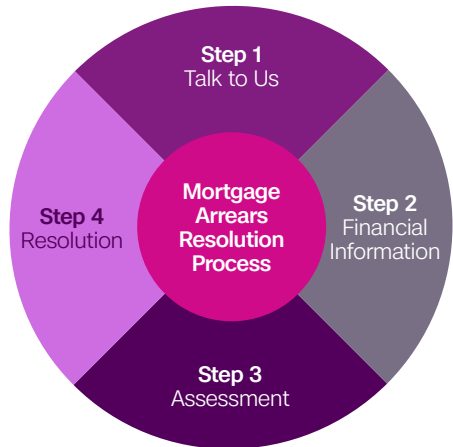 Step 1
Talk to Us
Mortgage
Arrears
Resolution
Process
Step 2
Financial
Information
Step 3
Assessment
Step 4
Resolution